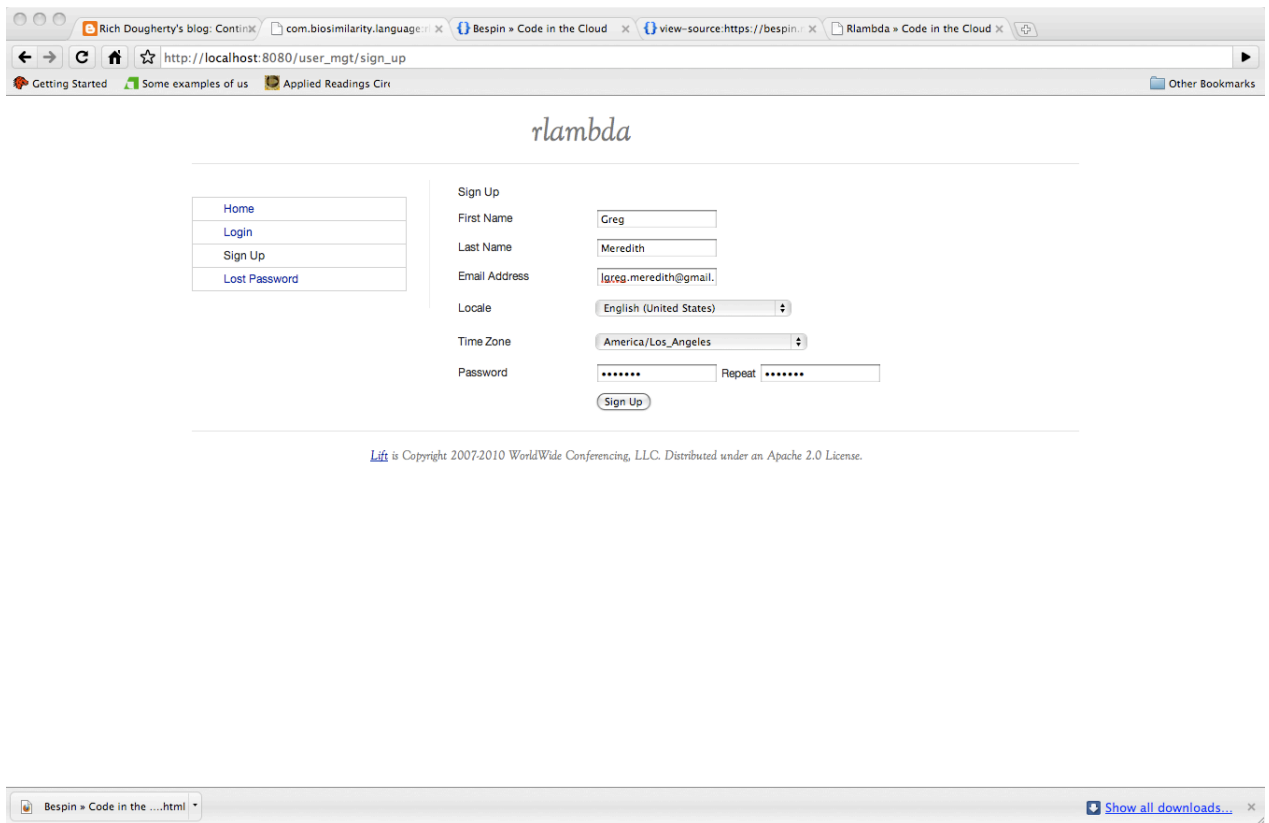 Rich Dougherty's blog: Contin
com.biosimilarity.language:rl
Bespin » Code in the Cloud
view-source:https://bespin.
Rlambda » Code in the Cloud
http://localhost:8080/user_mgt/sign_up
Getting Started Some examples of us Applied Readings Circ Other Bookmarks
rlambda
Home
Login
Sign Up
Lost Password
Sign Up
First Name Greg
Last Name Meredith
Email Address lgreg.meredith@gmail.
Locale English (United States)
Time Zone America/Los_Angeles
Password ••••••• Repeat •••••••
Sign Up
Lift is Copyright 2007-2010 WorldWide Conferencing, LLC. Distributed under an Apache 2.0 License.
Bespin » Code in the ....html Show all downloads...